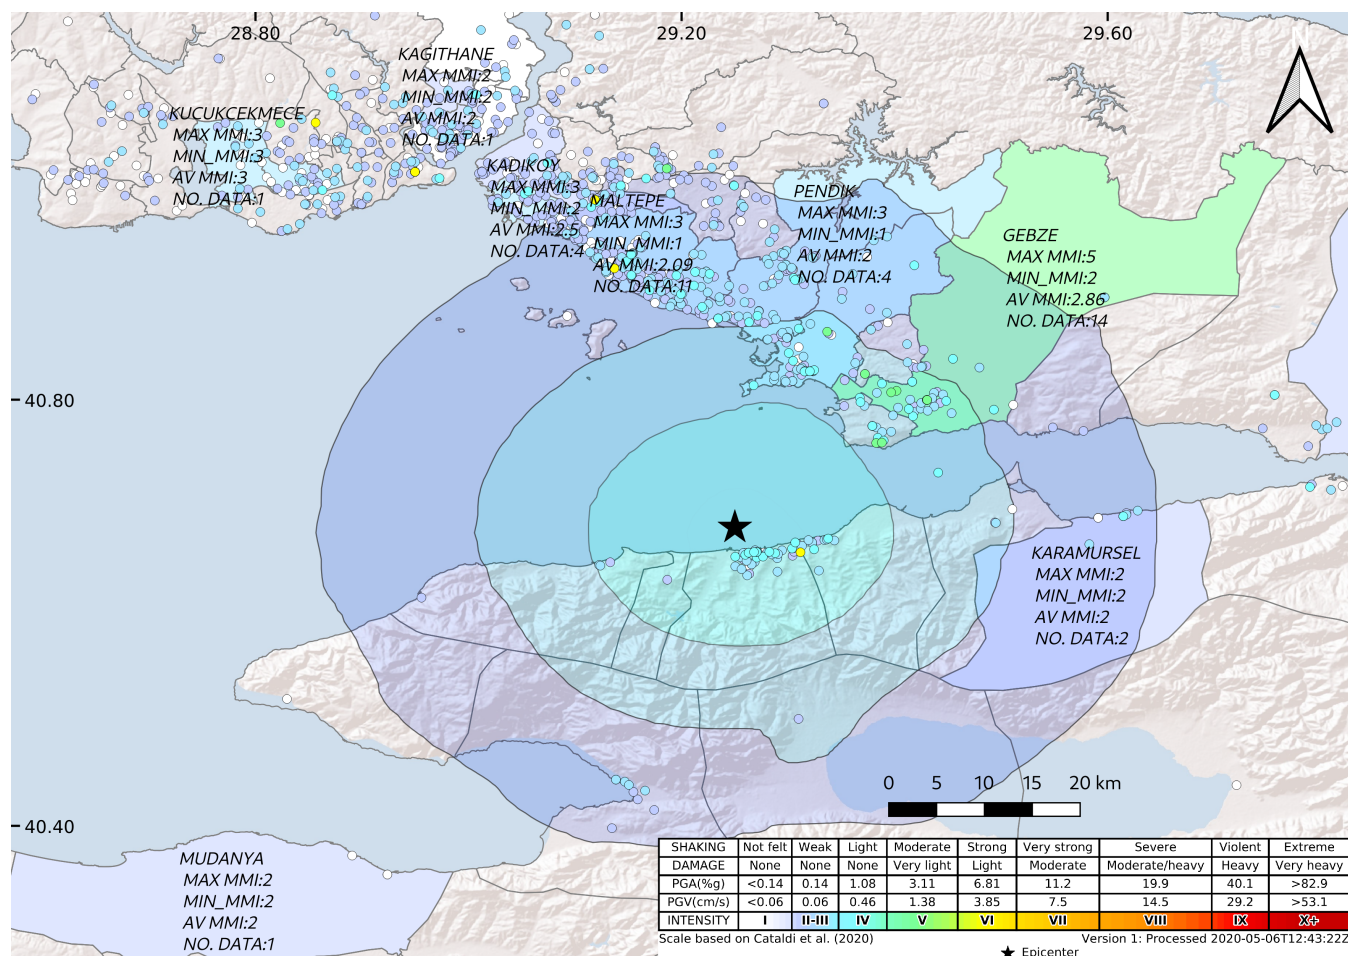 28.80
29.20
29.60
N
KAGITHANE
MAX MMI:2
MIN_MMI:2
AV MMI:2
NO. DATA:1
KUCUKCEKMECE
MAX MMI:3
MIN_MMI:3
AV MMI:3
NO. DATA:1
KADIKOY
MAX MMI:3
MIN_MMI:2
AV MMI:2.5
NO. DATA:4
MALTEPE
MAX MMI:3
MIN_MMI:1
AV MMI:2.09
NO. DATA:11
PENDIK
MAX MMI:3
MIN_MMI:1
AV MMI:2
NO. DATA:4
GEBZE
MAX MMI:5
MIN_MMI:2
AV MMI:2.86
NO. DATA:14
40.80
KARAMURSEL
MAX MMI:2
MIN_MMI:2
AV MMI:2
NO. DATA:2
0 5 10 15 20 km
40.40
MUDANYA
MAX MMI:2
MIN_MMI:2
AV MMI:2
NO. DATA:1
SHAKING Not felt Weak Light Moderate Strong Very strong Severe Violent Extreme
DAMAGE None None None Very light Light Moderate Moderate/heavy Heavy Very heavy
PGA(%g) <0.14 0.14 1.08 3.11 6.81 11.2 19.9 40.1 >82.9
PGV(cm/s) <0.06 0.06 0.46 1.38 3.85 7.5 14.5 29.2 >53.1
INTENSITY I II-III IV V VI VII VIII IX X+
Scale based on Cataldi et al. (2020) Version 1: Processed 2020-05-06T12:43:22Z
Epicenter